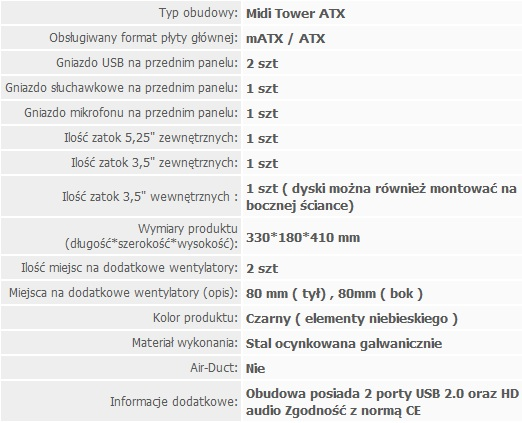 Typ obudowy: Midi Tower ATX
Obsługiwany format płyty głównej: mATX / ATX
Gniazdo USB na przednim panelu: 2 szt
Gniazdo słuchawkowe na przednim panelu: 1 szt
Gniazdo mikrofonu na przednim panelu: 1 szt
Ilość zatok 5,25" zewnętrznych: 1 szt
Ilość zatok 3,5" zewnętrznych: 1 szt
Ilość zatok 3,5" wewnętrznych : 1 szt ( dyski można również montować na
bocznej ściance)
Wymiary produktu
(długość*szerokość*wysokość): 330*180*410 mm
Ilość miejsc na dodatkowe wentylatory: 2 szt
Miejsca na dodatkowe wentylatory (opis): 80 mm ( tył) , 80mm ( bok )
Kolor produktu: Czarny ( elementy niebieskiego )
Materiał wykonania: Stal ocynkowana galwanicznie
Air-Duct: Nie
Informacje dodatkowe: Obudowa posiada 2 porty USB 2.0 oraz HD
audio Zgodność z normą CE